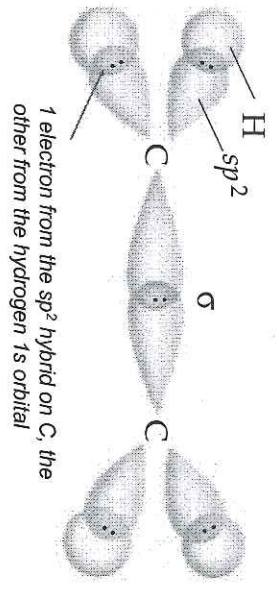 H
sp²
σ
C
C
1 electron from the sp² hybrid on C, the
other from the hydrogen 1s orbital